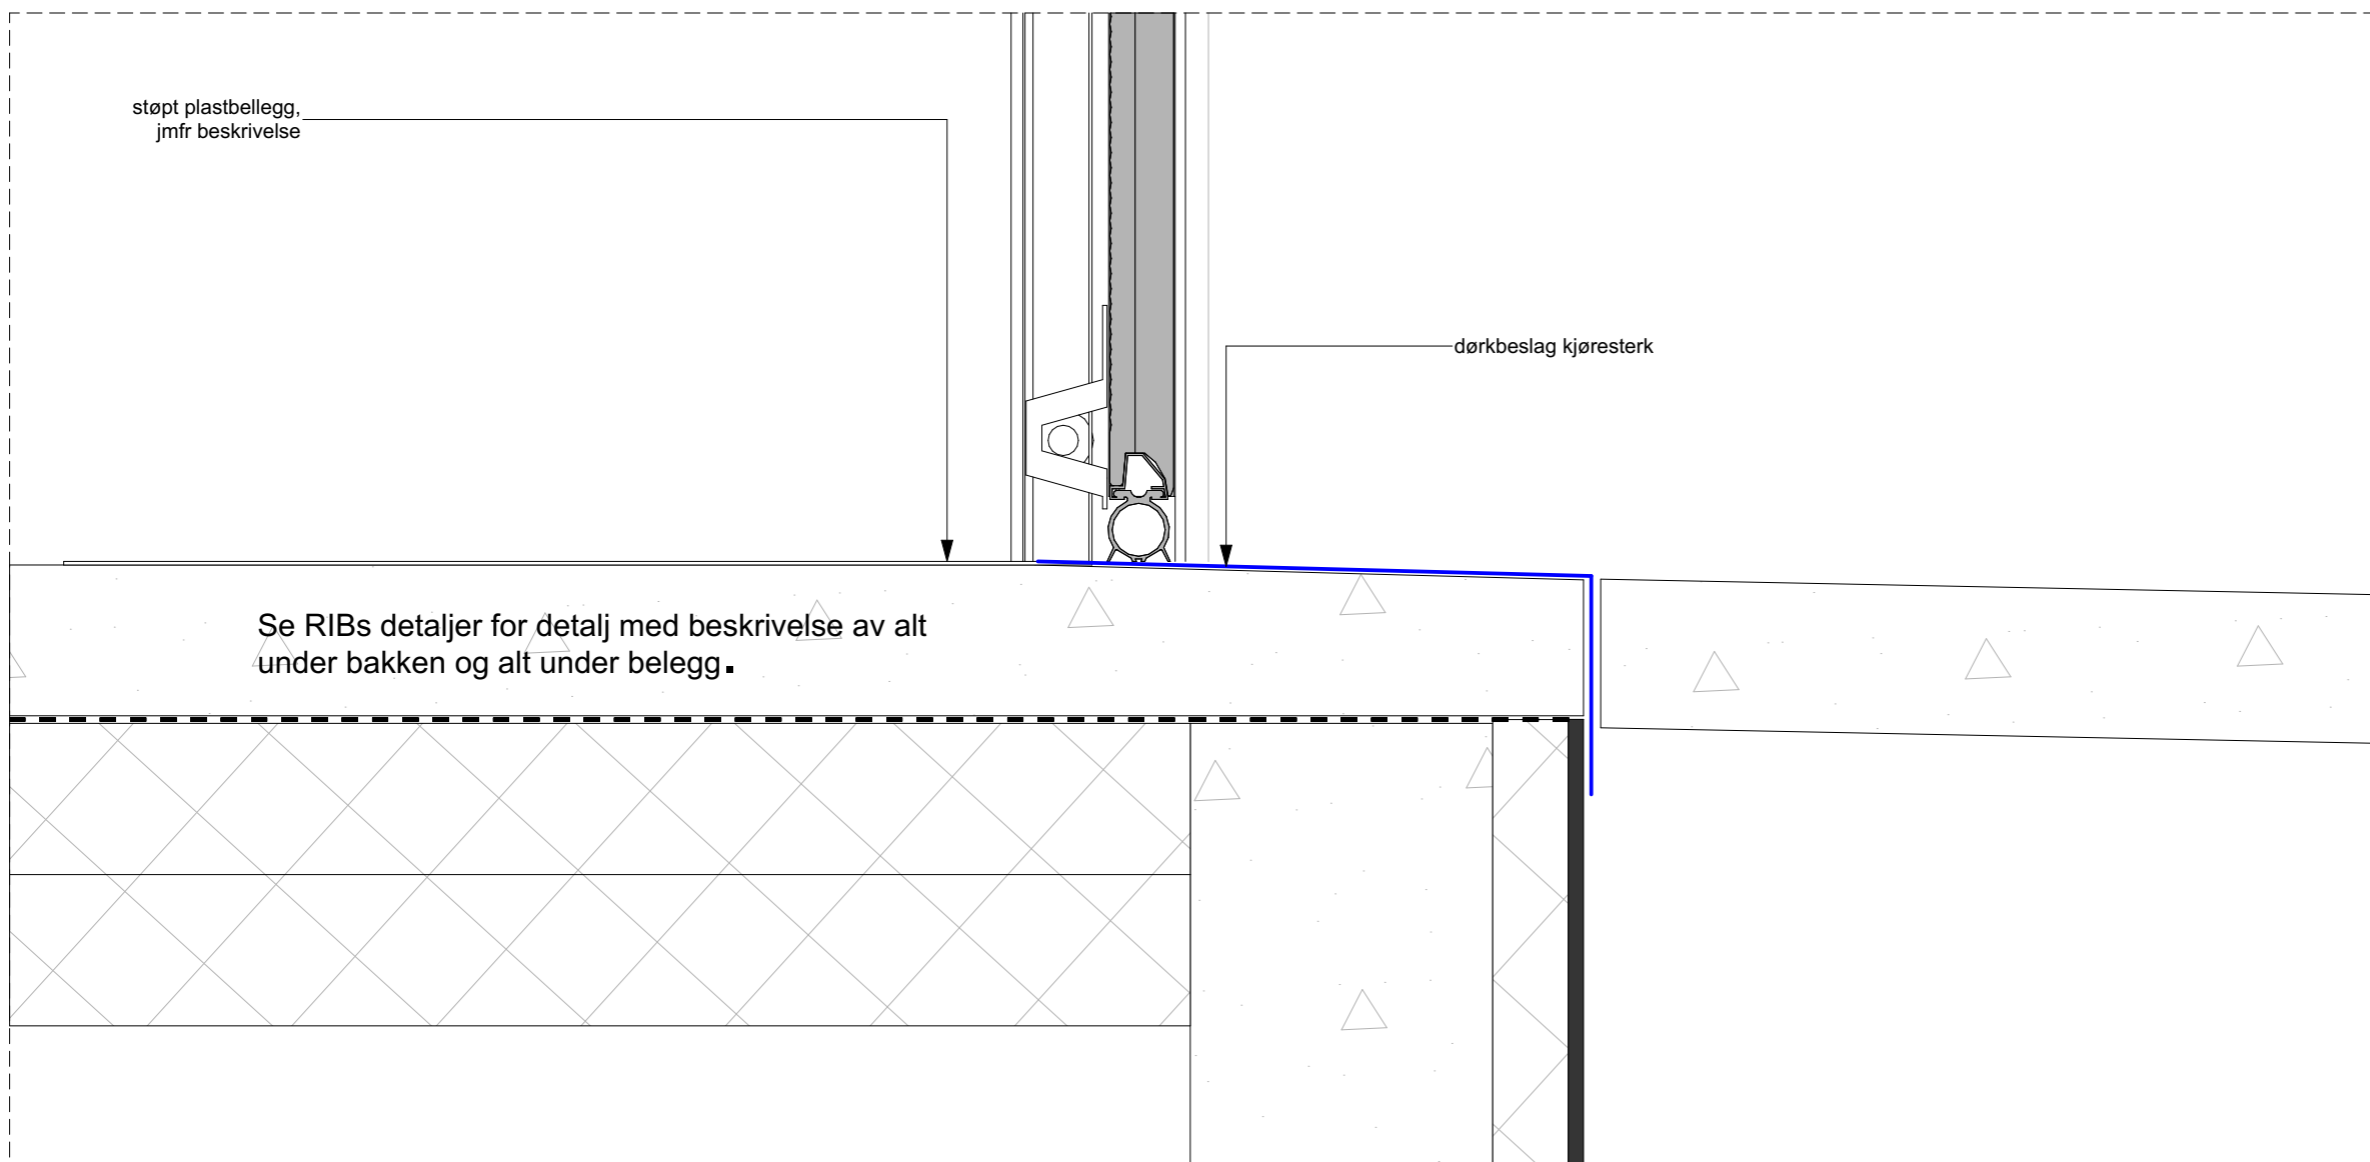 støpt plastbellegg,
jmfr beskrivelse
dørkbeslag kjøresterk
Se RIBs detaljer for detalj med beskrivelse av alt
under bakken og alt under belegg.